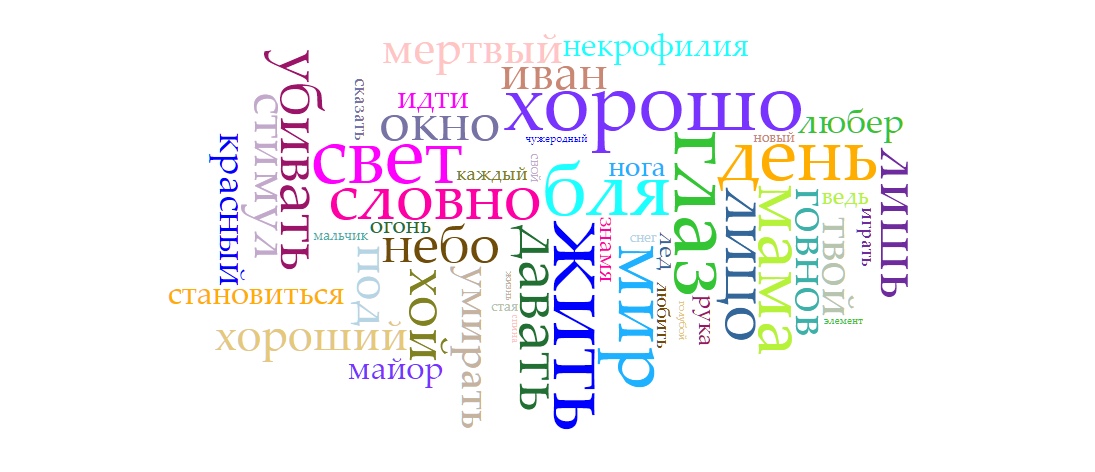 мертвый
некрофилия
иван
убивать
стимул
сказать
идти
хорошо
любер
окно
красный
чужеродный
новый
свет
каждый
свой
нога
глаз
день
лишь
словно
бля
лицо
мама
говнов
ведь
твой
играть
огонь
мальчик
небо
давать
жить
знамя
снег
лед
под
хой
умирать
жизнь
стая
спина
мир
любить
голубой
рука
элемент
становиться
хороший
майор